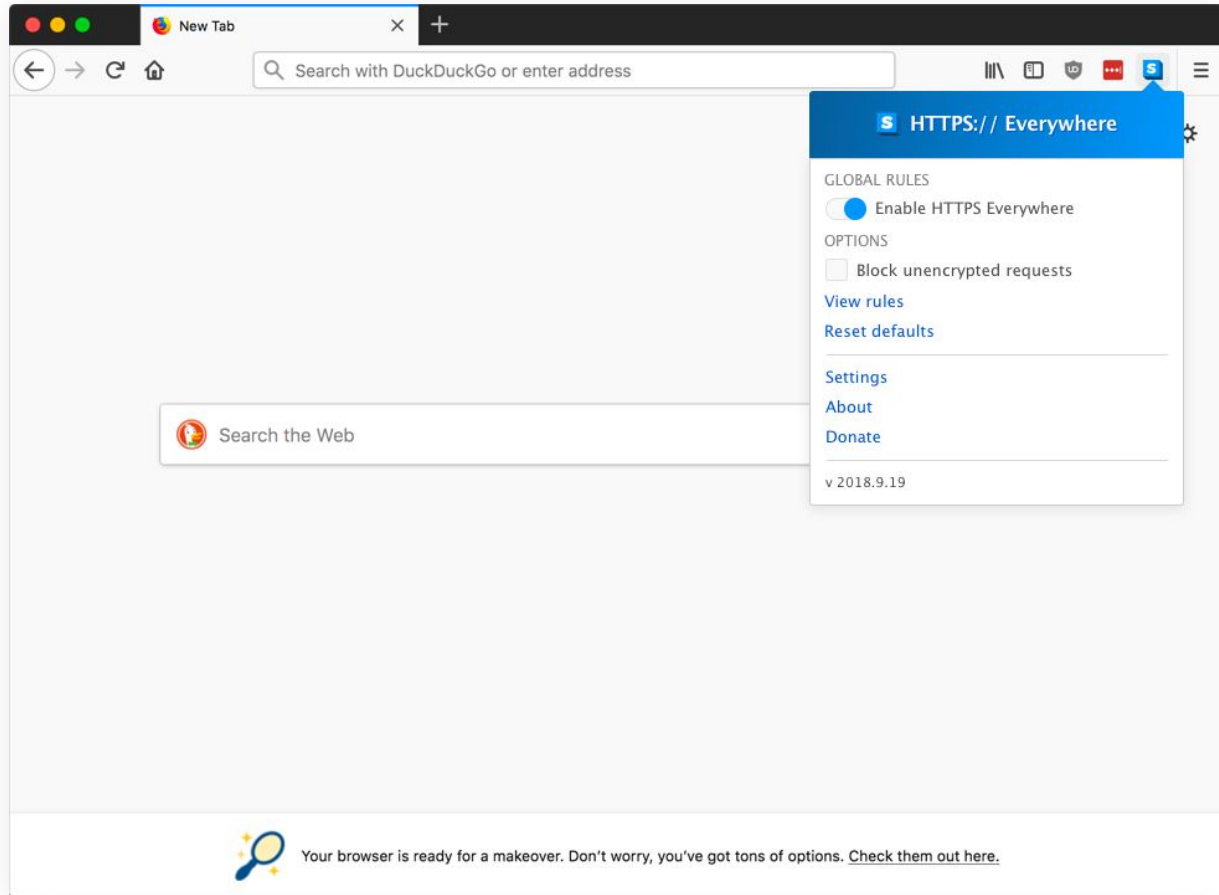 New Tab
Search with DuckDuckGo or enter address
S HTTPS:// Everywhere
GLOBAL RULES
Enable HTTPS Everywhere
OPTIONS
Block unencrypted requests
View rules
Reset defaults
Settings
About
Donate
v 2018.9.19
Search the Web
Your browser is ready for a makeover. Don't worry, you've got tons of options. Check them out here.